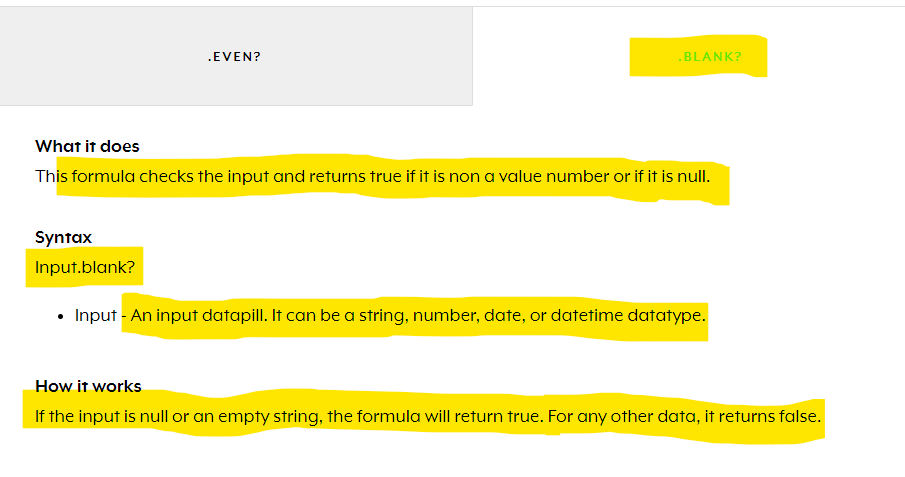 .EVEN?
.BLANK?
What it does
This formula checks the input and returns true if it is non a value number or if it is null.
Syntax
Input.blank?
• Input - An input datapill. It can be a string, number, date, or datetime datatype.
How it works
If the input is null or an empty string, the formula will return true. For any other data, it returns false.